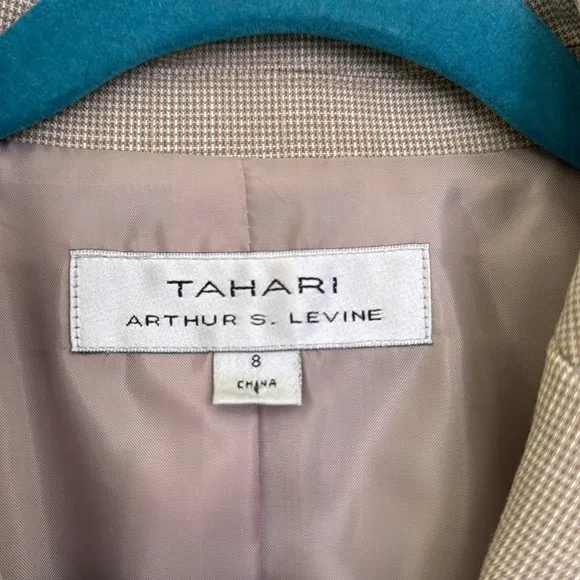 TAHARI
ARTHUR S. LEVINE
8
CHINA